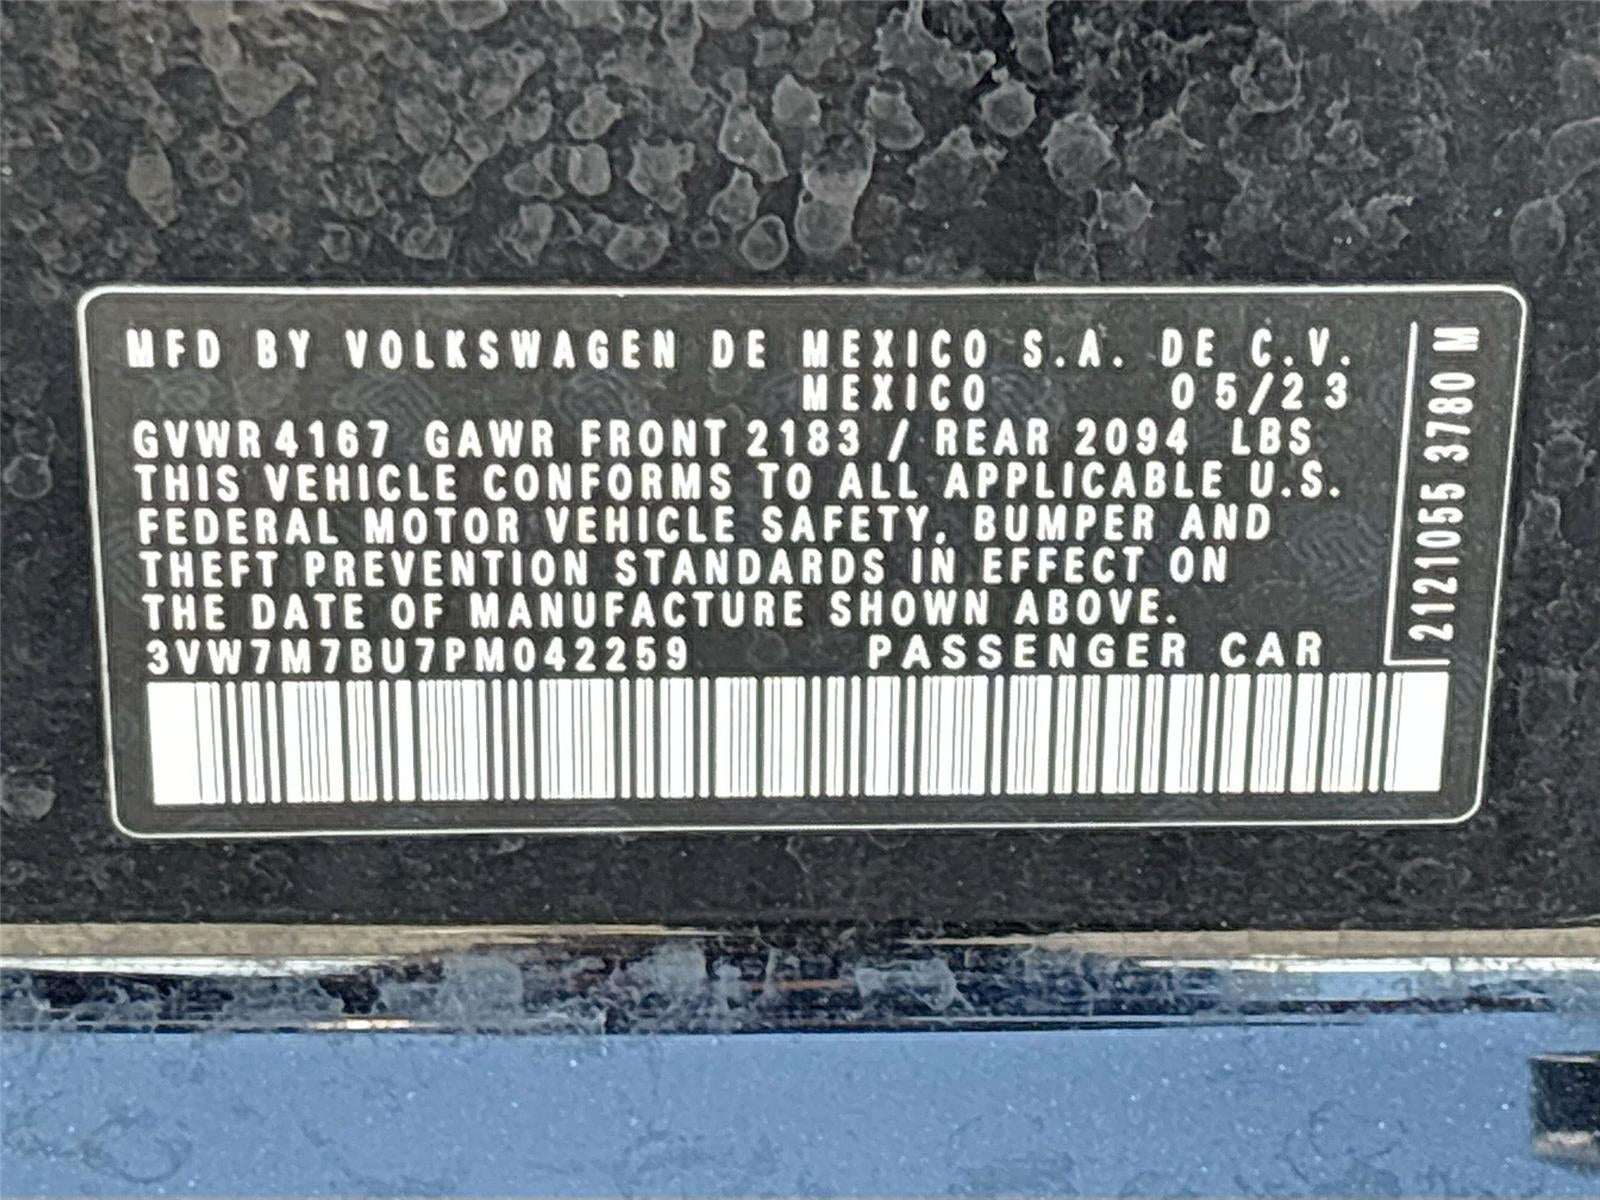 MFD BY VOLKSWAGEN DE MEXICO S.A. DE C.V.
MEXICO 05/23
GVWR 4167 GAWR FRONT 2183 / REAR 2094 LBS
THIS VEHICLE CONFORMS TO ALL APPLICABLE U.S.
FEDERAL MOTOR VEHICLE SAFETY, BUMPER AND
THEFT PREVENTION STANDARDS IN EFFECT ON
THE DATE OF MANUFACTURE SHOWN ABOVE.
3VW7M7BU7PM042259 PASSENGER CAR
2121055 3780 M